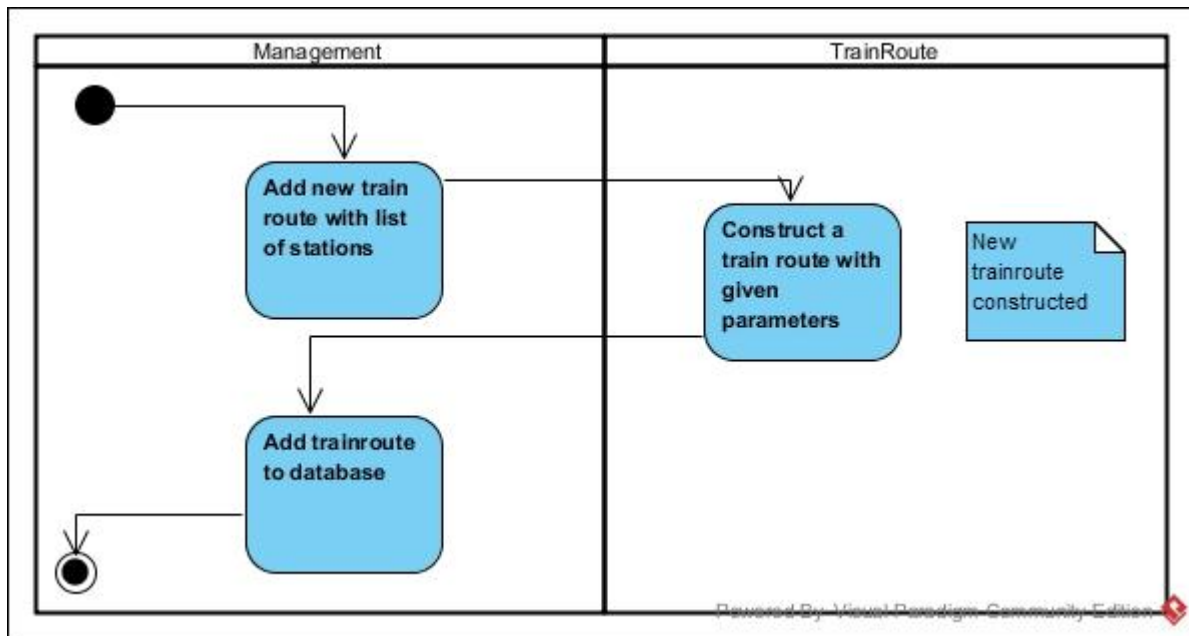 Management
TrainRoute
Add new train
route with list
of stations
Construct a
train route with
given
parameters
New
trainroute
constructed
Add trainroute
to database
Powered By Visual Paradigm Community Edition